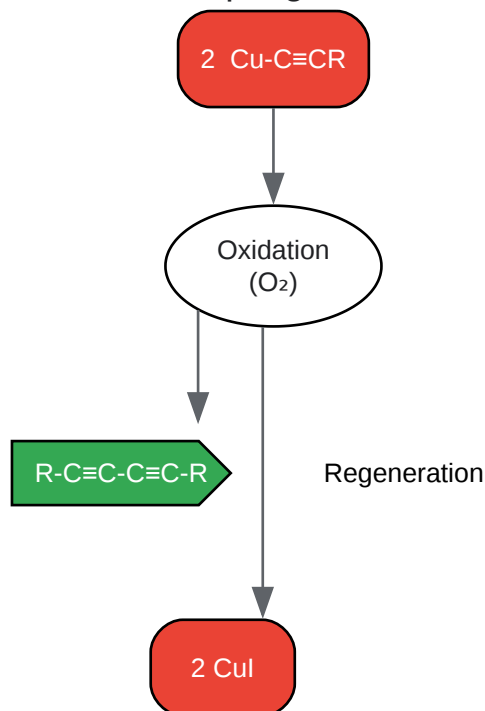 2 Cu-C≡CR
Oxidation
(O₂)
R-C≡C-C≡C-R
Regeneration
2 CuI